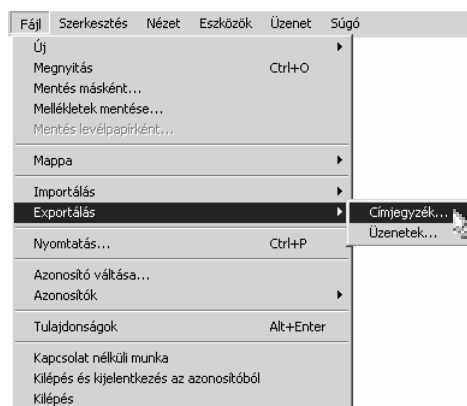 Fájl Szerkesztés Nézet Eszközök Üzenet Súgó
Új
Megnyitás Ctrl+O
Mentés másként...
Mellékletek mentése...
Mentés levélpapírként...
Mappa
Importálás
Exportálás Címjegyzék...
Üzenetek...
Nyomtatás... Ctrl+P
Azonosító váltása...
Azonosítók
Tulajdonságok Alt+Enter
Kapcsolat nélküli munka
Kilépés és kijelentkezés az azonosítóból
Kilépés